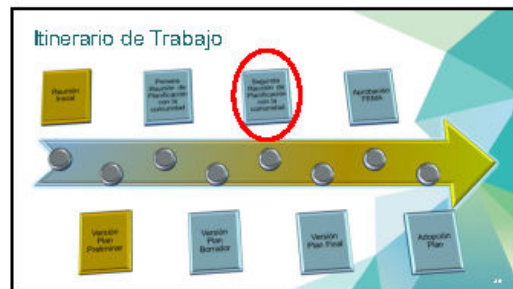 Itinerario de Trabajo
Reunión
Inicial
Primera
Reunión de
Planificación
con la
comunidad
Segunda
Reunión de
Planificación
con la
comunidad
Aprobación
FEMA
Versión
Plan
Preliminar
Versión
Plan
Borrador
Versión
Plan Final
Adopción
Plan